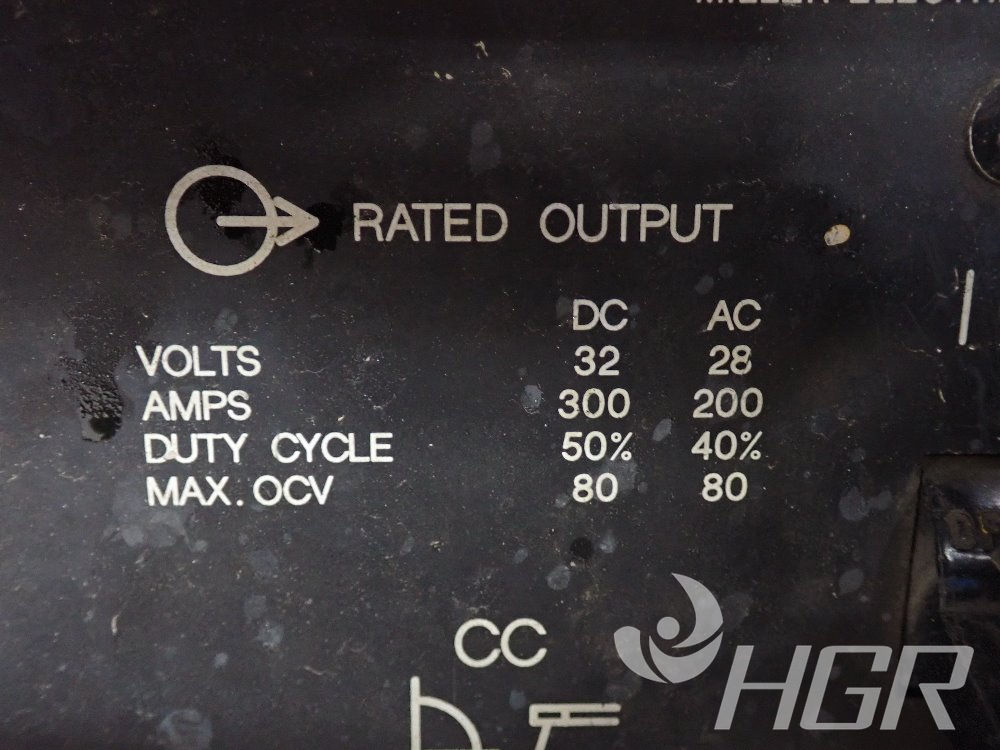 RATED OUTPUT
DC AC
VOLTS 32 28
AMPS 300 200
DUTY CYCLE 50% 40%
MAX. OCV 80 80
CC
HGR